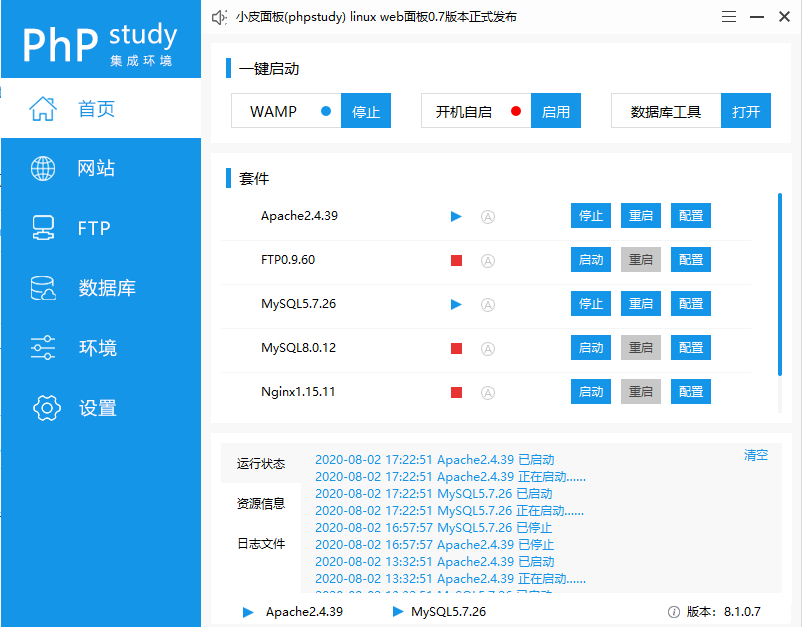 PhP study
集成环境
小皮面板(phpstudy) linux web面板0.7版本正式发布
首页
网站
FTP
数据库
环境
设置
一键启动
WAMP 停止 开机自启 启用 数据库工具 打开
套件
Apache2.4.39 A 停止 重启 配置
FTP0.9.60 A 启动 重启 配置
MySQL5.7.26 A 停止 重启 配置
MySQL8.0.12 A 启动 重启 配置
Nginx1.15.11 A 启动 重启 配置
运行状态
资源信息
日志文件
清空
2020-08-02 17:22:51 Apache2.4.39 已启动
2020-08-02 17:22:51 Apache2.4.39 正在启动......
2020-08-02 17:22:51 MySQL5.7.26 已启动
2020-08-02 17:22:51 MySQL5.7.26 正在启动......
2020-08-02 16:57:57 MySQL5.7.26 已停止
2020-08-02 16:57:57 Apache2.4.39 已停止
2020-08-02 13:32:51 Apache2.4.39 已启动
2020-08-02 13:32:51 Apache2.4.39 正在启动......
Apache2.4.39 MySQL5.7.26 版本：8.1.0.7